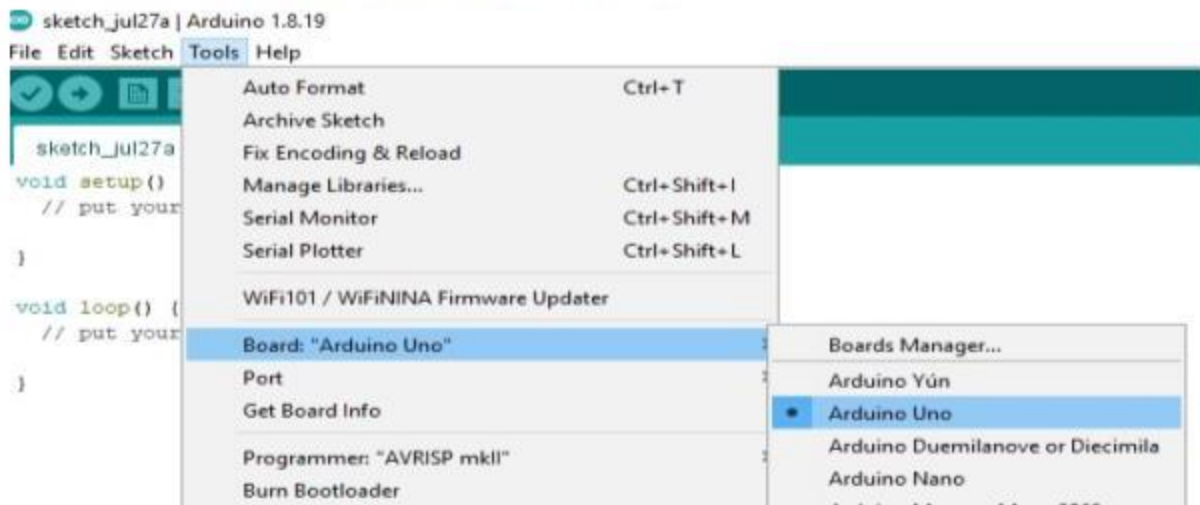 sketch_jul27a | Arduino 1.8.19
File Edit Sketch Tools Help
sketch_jul27a
void setup()
// put your
}
void loop() {
// put your
}
Auto Format Ctrl+T
Archive Sketch
Fix Encoding & Reload
Manage Libraries... Ctrl+Shift+I
Serial Monitor Ctrl+Shift+M
Serial Plotter Ctrl+Shift+L
WiFi101 / WiFiNINA Firmware Updater
Board: "Arduino Uno"
Port
Get Board Info
Programmer: "AVRISP mkII"
Burn Bootloader
Boards Manager...
Arduino Yún
Arduino Uno
Arduino Duemilanove or Diecimila
Arduino Nano